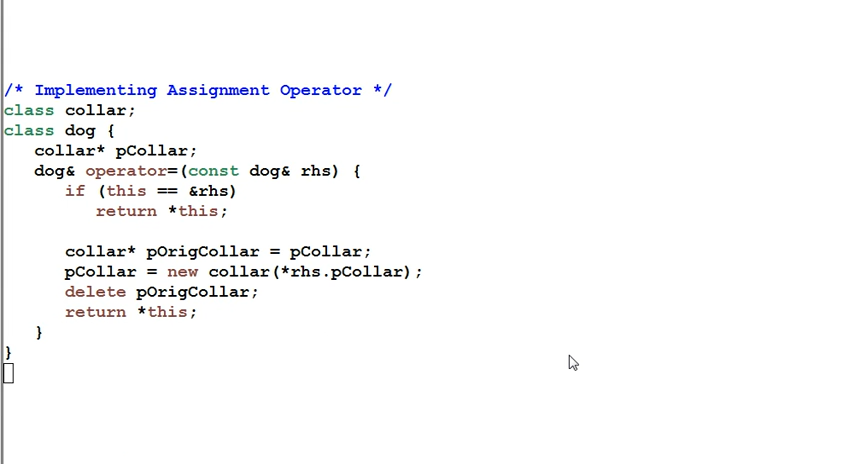 /* Implementing Assignment Operator */
class collar;
class dog {
   collar* pCollar;
   dog& operator=(const dog& rhs) {
      if (this == &rhs)
         return *this;

      collar* pOrigCollar = pCollar;
      pCollar = new collar(*rhs.pCollar);
      delete pOrigCollar;
      return *this;
   }
}